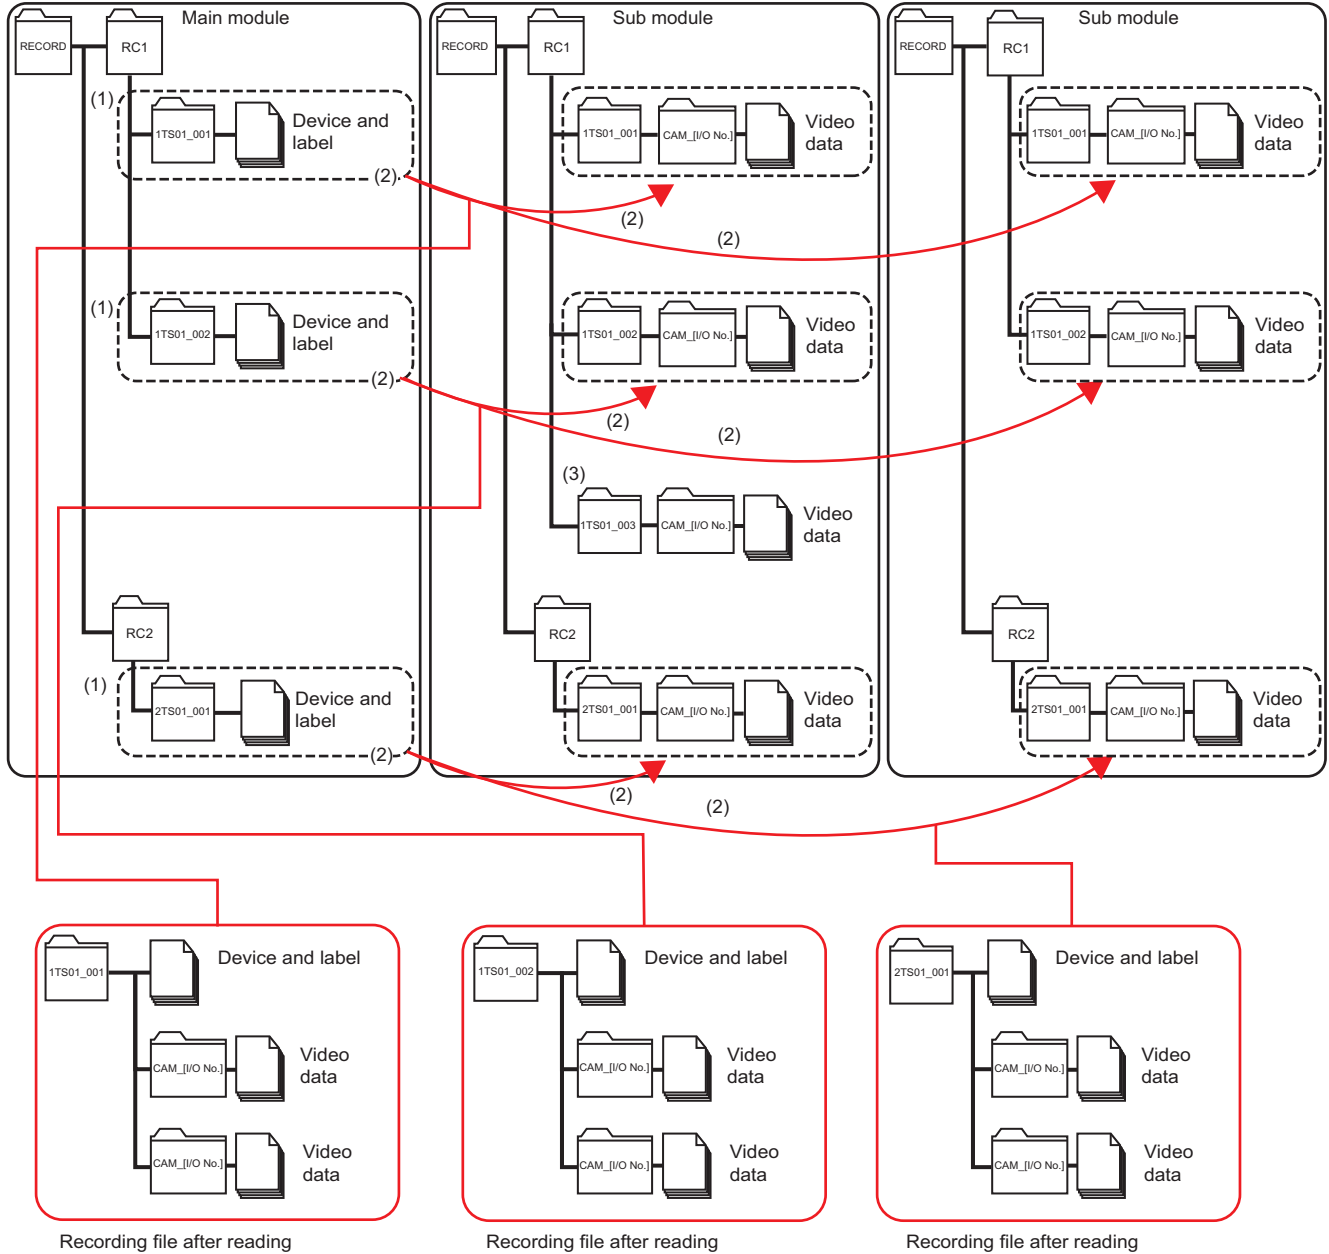 Main module
Sub module
Sub module
RECORD
RC1
RECORD
RC1
RECORD
RC1
(1)
1TS01_001
Device and
label
(2)
1TS01_001
CAM_[I/O No.]
Video
data
1TS01_001
CAM_[I/O No.]
Video
data
(2)
(2)
(1)
1TS01_002
Device and
label
(2)
1TS01_002
CAM_[I/O No.]
Video
data
1TS01_002
CAM_[I/O No.]
Video
data
(2)
(2)
(3)
1TS01_003
CAM_[I/O No.]
Video
data
RC2
RC2
RC2
(1)
2TS01_001
Device and
label
(2)
2TS01_001
CAM_[I/O No.]
Video
data
2TS01_001
CAM_[I/O No.]
Video
data
(2)
(2)
1TS01_001
Device and label
CAM_[I/O No.]
Video
data
CAM_[I/O No.]
Video
data
Recording file after reading
1TS01_002
Device and label
CAM_[I/O No.]
Video
data
CAM_[I/O No.]
Video
data
Recording file after reading
2TS01_001
Device and label
CAM_[I/O No.]
Video
data
CAM_[I/O No.]
Video
data
Recording file after reading